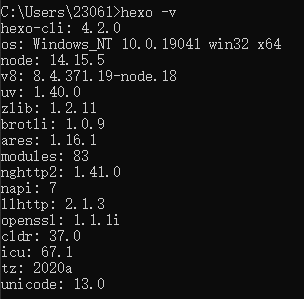 C:\Users\23061>hexo -v
hexo-cli: 4.2.0
os: Windows_NT 10.0.19041 win32 x64
node: 14.15.5
v8: 8.4.371.19-node.18
uv: 1.40.0
zlib: 1.2.11
brotli: 1.0.9
ares: 1.16.1
modules: 83
nghttp2: 1.41.0
napi: 7
llhttp: 2.1.3
openssl: 1.1.1i
cldr: 37.0
icu: 67.1
tz: 2020a
unicode: 13.0